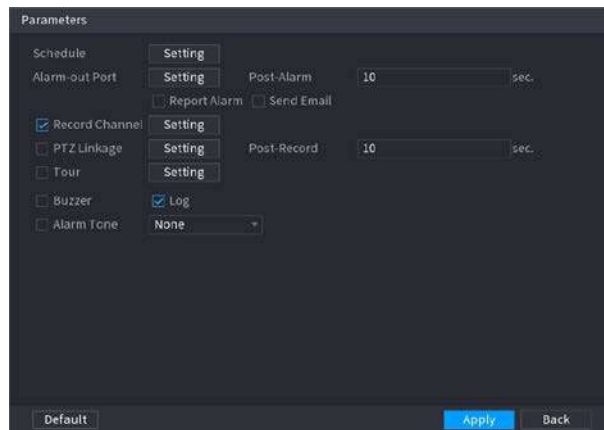 Parameters
Schedule Setting
Alarm-out Port Setting Post-Alarm 10 sec.
Report Alarm Send Email
Record Channel Setting
PTZ Linkage Setting Post-Record 10 sec.
Tour Setting
Buzzer Log
Alarm Tone None
Default Apply Back